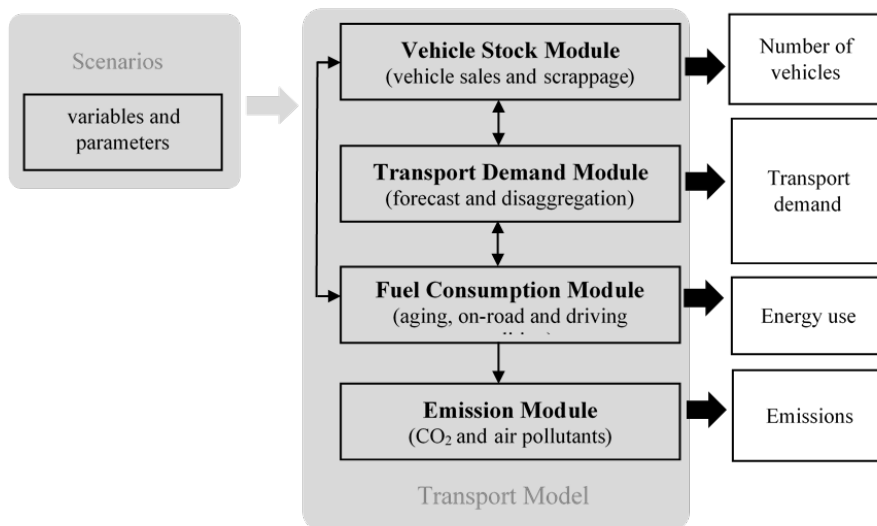 Scenarios
variables and
parameters
Vehicle Stock Module
(vehicle sales and scrappage)
Transport Demand Module
(forecast and disaggregation)
Fuel Consumption Module
(aging, on-road and driving
Emission Module
(CO₂ and air pollutants)
Transport Model
Number of
vehicles
Transport
demand
Energy use
Emissions